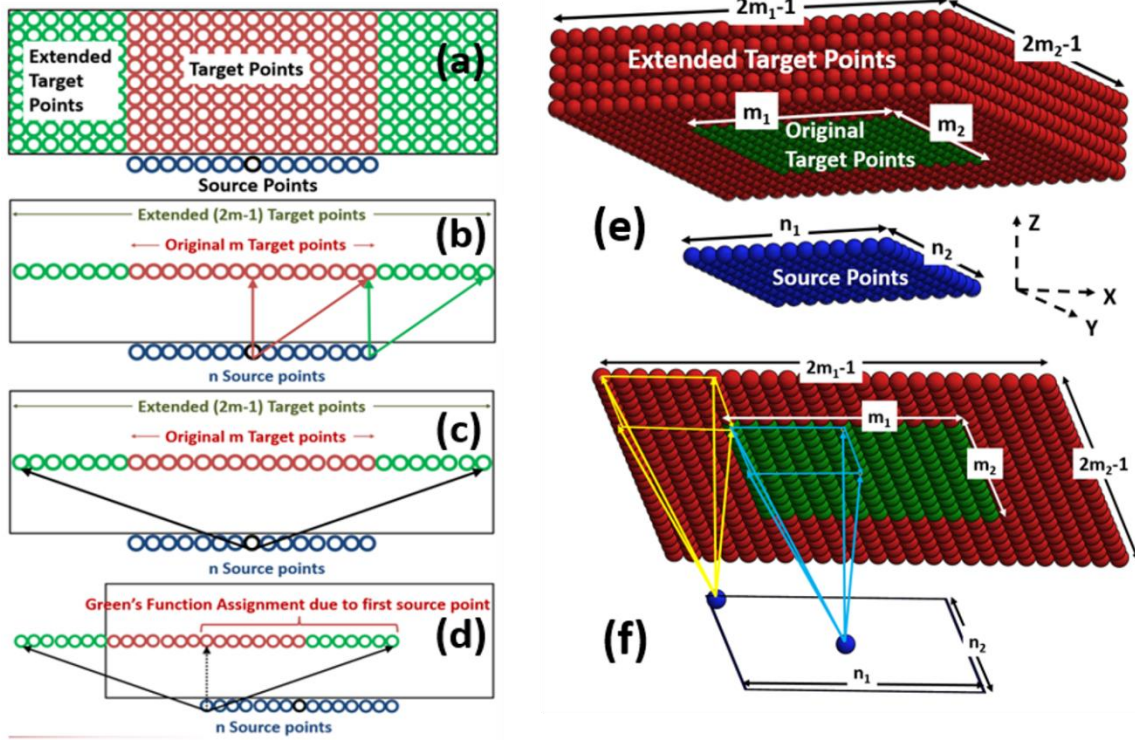 (a)
Extended
Target
Points
Target Points
Source Points
(b)
Extended (2m-1) Target points
Original m Target points
n Source points
(c)
Extended (2m-1) Target points
Original m Target points
n Source points
(d)
Green's Function Assignment due to first source point
n Source points
(e)
2m₁-1
2m₂-1
Extended Target Points
m₁
m₂
Original
Target Points
n₁
n₂
Source Points
Z
X
Y
(f)
2m₁-1
m₁
m₂
2m₂-1
n₂
n₁